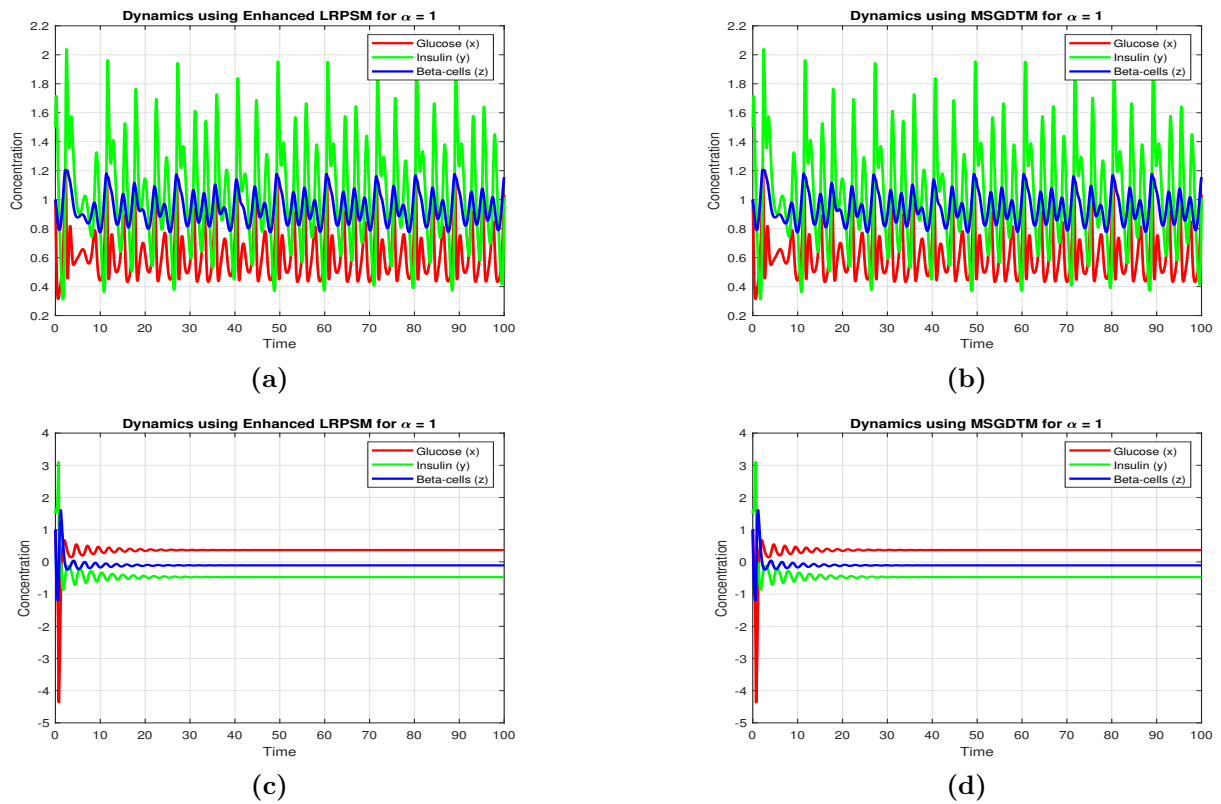 Dynamics using Enhanced LRPSM for α = 1
2.2
2
1.8
1.6
1.4
1.2
1
0.8
0.6
0.4
0.2
Concentration
Glucose (x)
Insulin (y)
Beta-cells (z)
0 10 20 30 40 50 60 70 80 90 100
Time
(a)
Dynamics using MSGDTM for α = 1
2.2
2
1.8
1.6
1.4
1.2
1
0.8
0.6
0.4
0.2
Concentration
Glucose (x)
Insulin (y)
Beta-cells (z)
0 10 20 30 40 50 60 70 80 90 100
Time
(b)
Dynamics using Enhanced LRPSM for α = 1
4
3
2
1
0
-1
-2
-3
-4
-5
Concentration
Glucose (x)
Insulin (y)
Beta-cells (z)
0 10 20 30 40 50 60 70 80 90 100
Time
(c)
Dynamics using MSGDTM for α = 1
4
3
2
1
0
-1
-2
-3
-4
-5
Concentration
Glucose (x)
Insulin (y)
Beta-cells (z)
0 10 20 30 40 50 60 70 80 90 100
Time
(d)